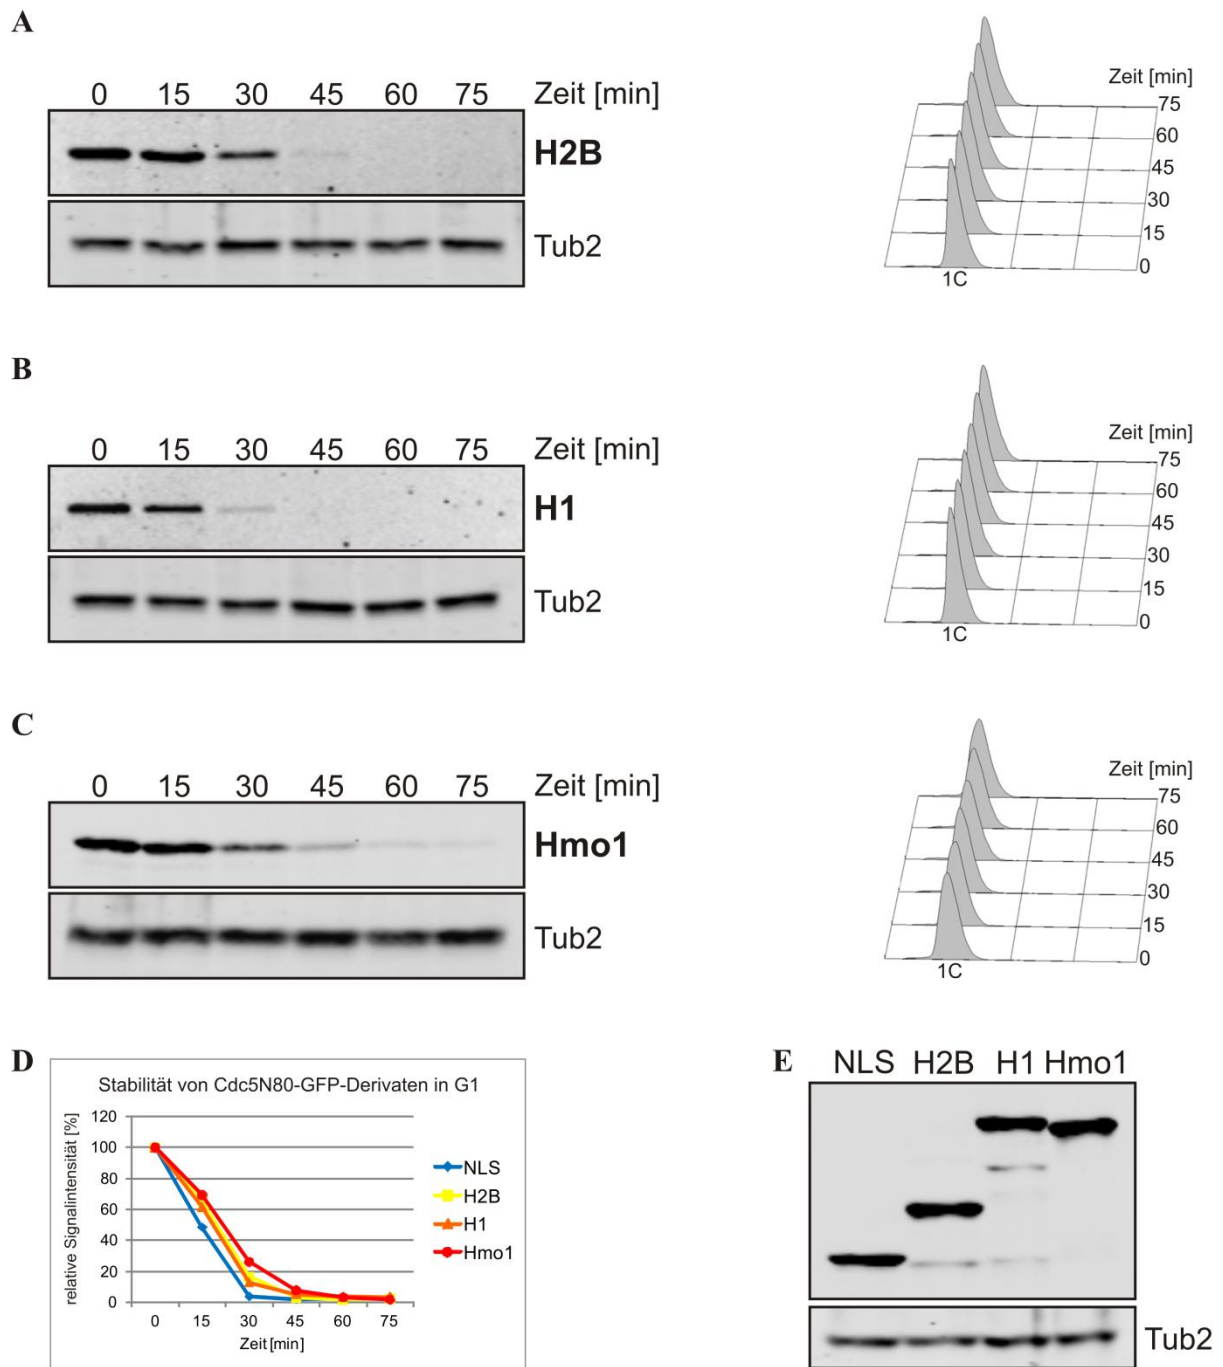 A
0 15 30 45 60 75 Zeit [min]
H2B
Tub2
Zeit [min]
75
60
45
30
15
0
1C
B
0 15 30 45 60 75 Zeit [min]
H1
Tub2
Zeit [min]
75
60
45
30
15
0
1C
C
0 15 30 45 60 75 Zeit [min]
Hmo1
Tub2
Zeit [min]
75
60
45
30
15
0
1C
D
Stabilität von Cdc5N80-GFP-Derivaten in G1
relative Signalintensität [%]
120
100
80
60
40
20
0
0 15 30 45 60 75
Zeit [min]
NLS
H2B
H1
Hmo1
E
NLS H2B H1 Hmo1
Tub2